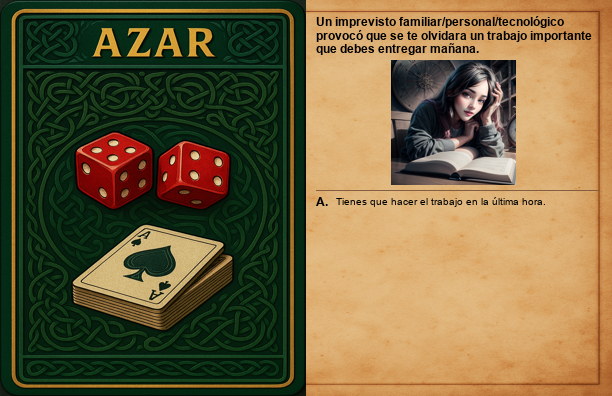 AZAR
A
A
Un imprevisto familiar/personal/tecnológico
provocó que se te olvidara un trabajo importante
que debes entregar mañana.
A. Tienes que hacer el trabajo en la última hora.